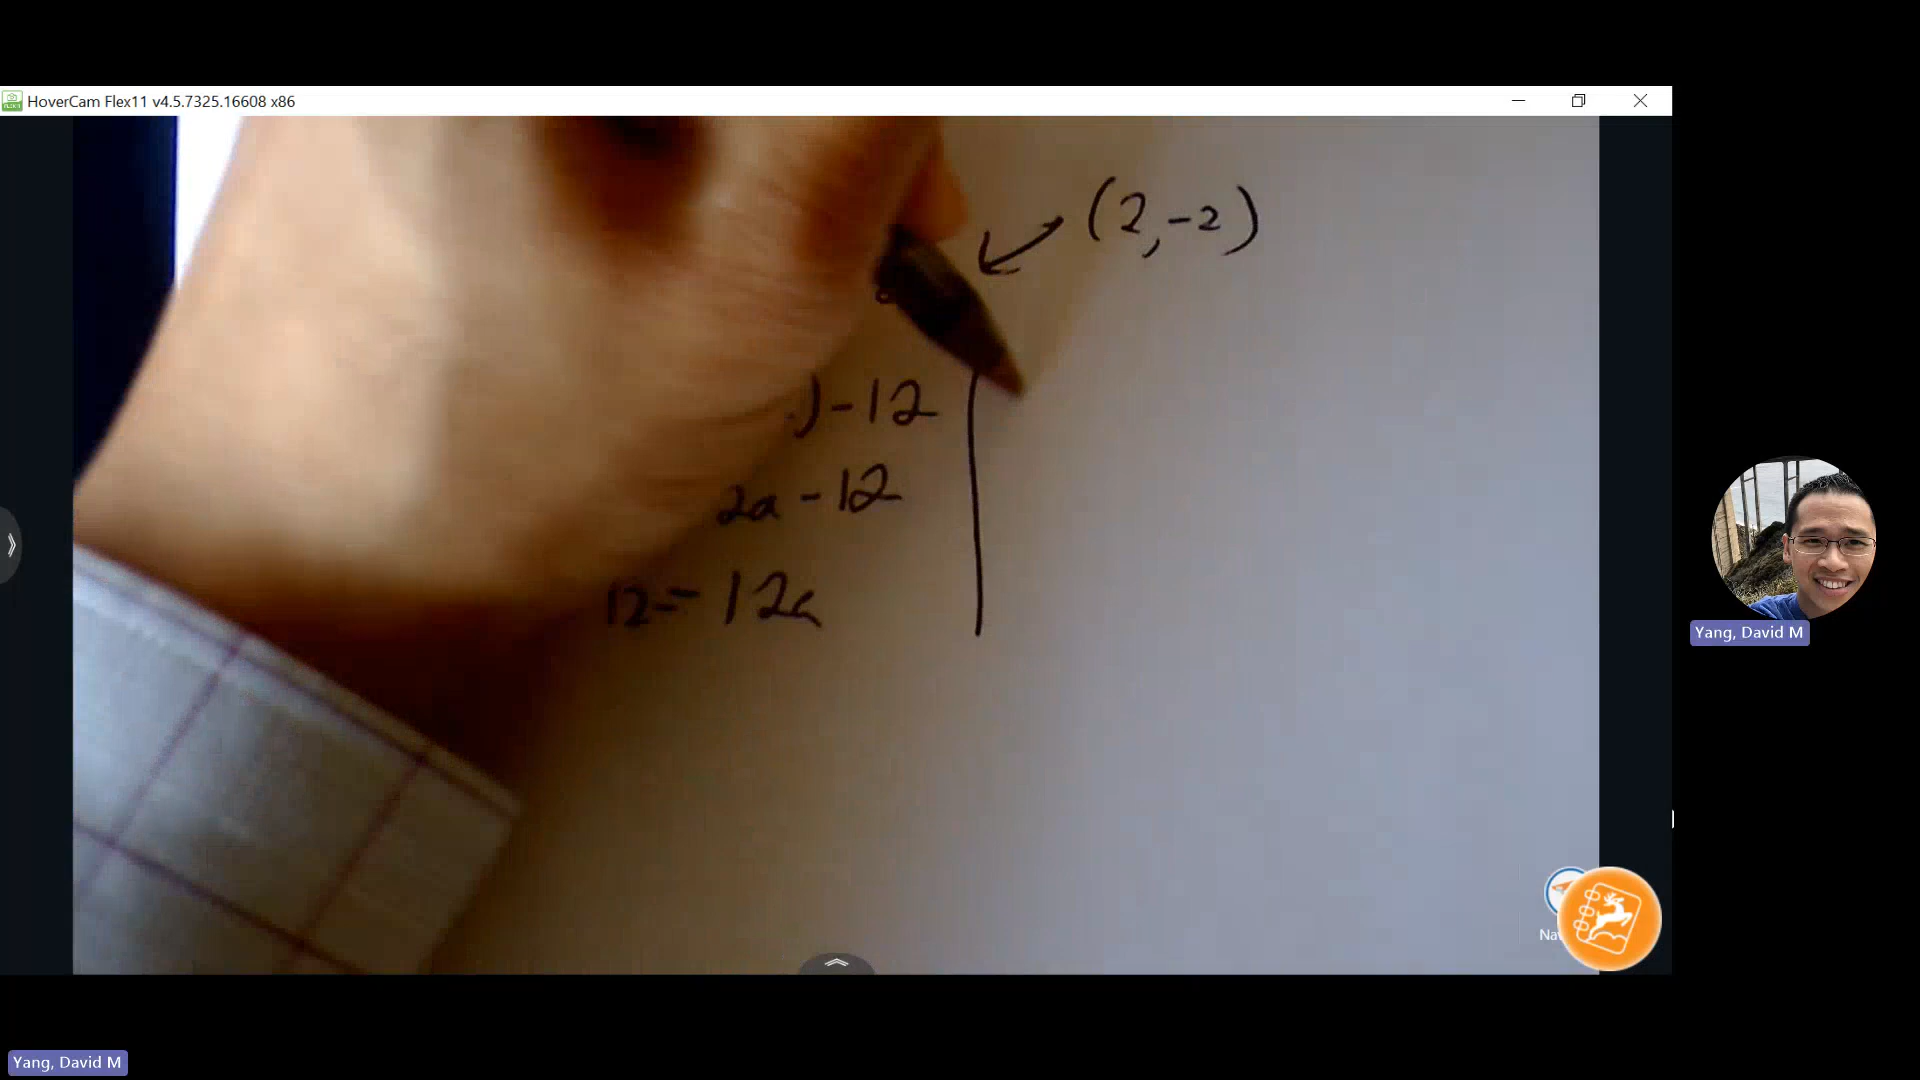 HoverCam Flex11 v4.5.7325.16608 x86
(2,-2)
)-12
2a-12
12=12a
Yang, David M
Yang, David M